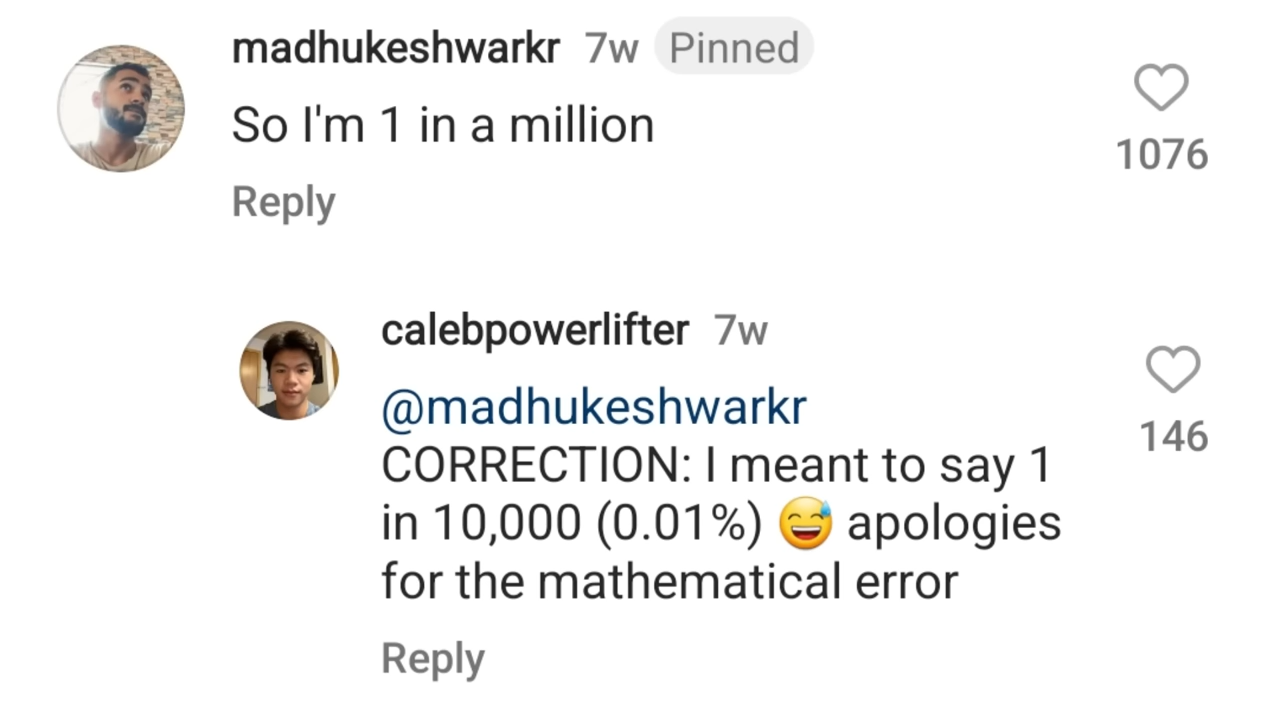 madhukeshwarkr 7w Pinned
So I'm 1 in a million
1076
Reply
calebpowerlifter 7w
@madhukeshwarkr
CORRECTION: I meant to say 1
in 10,000 (0.01%) 😅 apologies
for the mathematical error
146
Reply